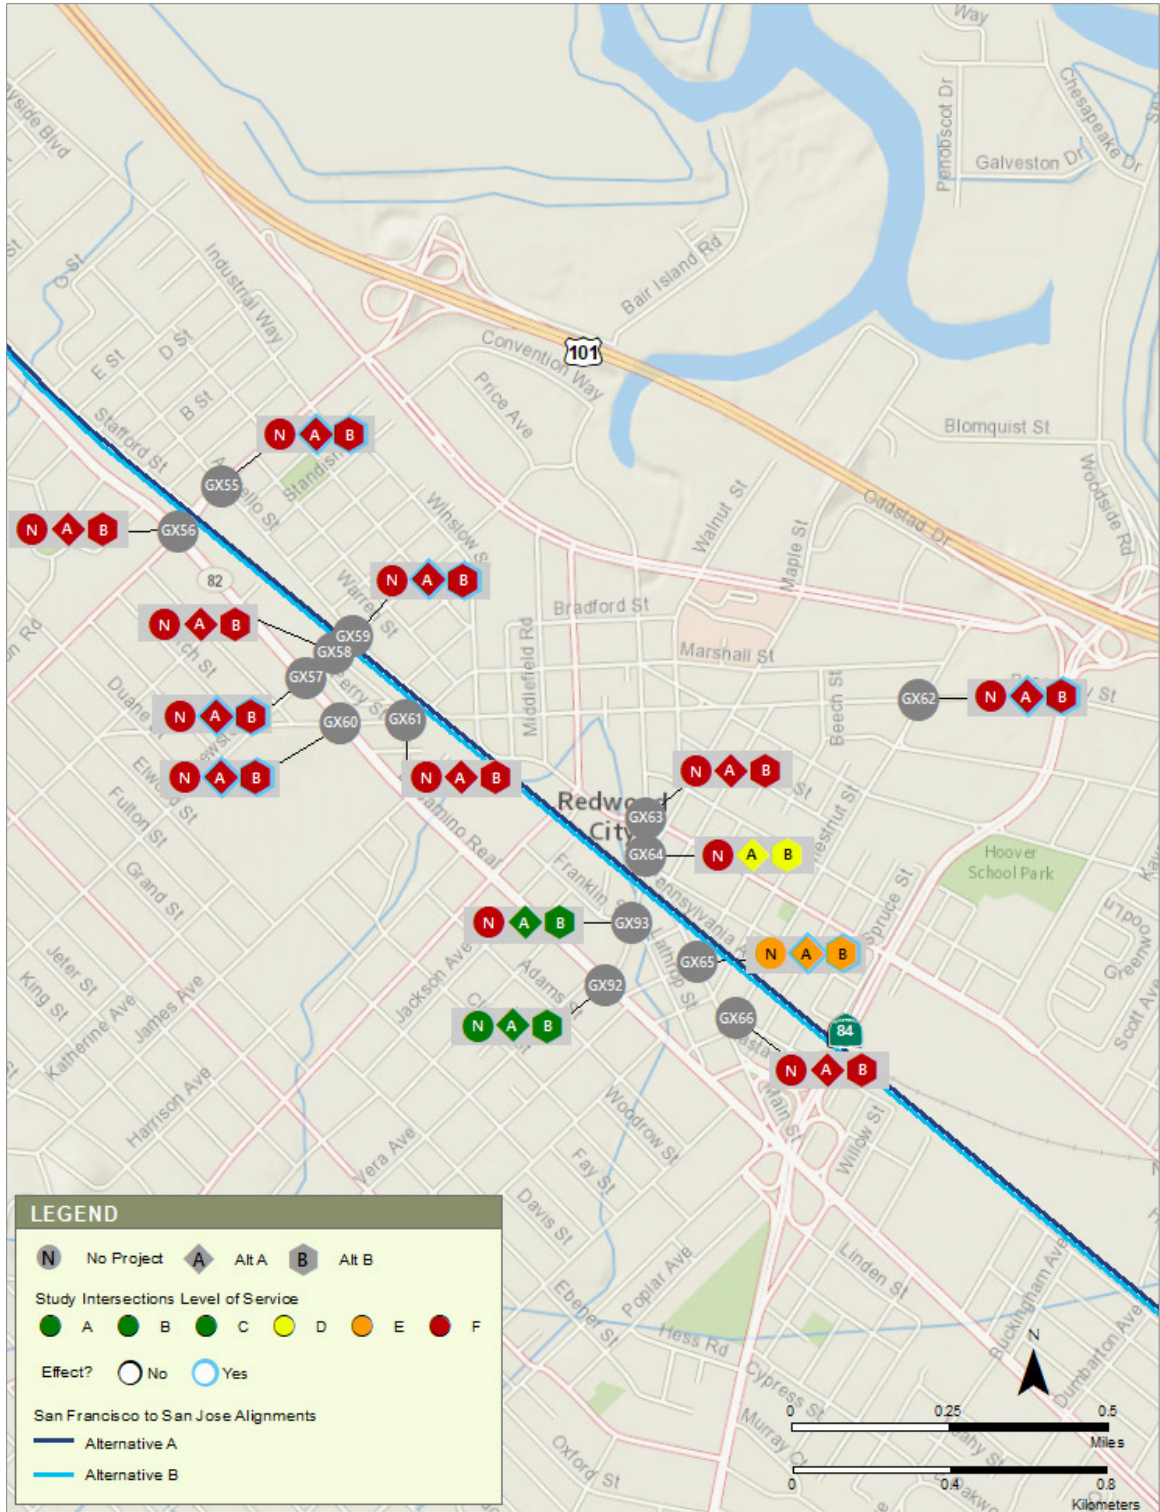 Way
Chesapeake Dr
Penobscot Dr
Galveston Dr
Bair Island Rd
Industrial Way
G St
D St
E St
B St
Stafford St
Convention Way
101
Price Ave
Blomquist St
Woodside Rd
Oddstad Dr
N A B
GX55
Standish
Winslow S
Walnut St
Maple St
N A B
GX56
82
Warren St
N A B
Bradford St
Middlefield Rd
Marshall St
N A B
GX59
GX58
GX57
N A B
GX60
GX61
Beech St
GX62
N A B
N A B
N A B
N A B
Elwood St
Fulton St
Grand St
Camino Real
Redwood
City
GX63
GX64
N A B
Hoover
School Park
Franklin
Spruce St
N A B
GX93
GX65
N A B
Lathrop St
Jeter St
King St
Katherine Ave
James Ave
Jackson Ave
Adams St
GX92
N A B
GX66
84
Scott Ave
N A B
Harrison Ave
Vera Ave
Woodrow St
Main St
Willow St
Fay St
Davis St
Linden St
Poplar Ave
Ebener St
Hess Rd
Buckingham Ave
Dumbarton Ave
Cypress St
Murray Ct
Oxford St
LEGEND
N No Project A Alt A B Alt B
Study Intersections Level of Service
A B C D E F
Effect? No Yes
San Francisco to San Jose Alignments
Alternative A
Alternative B
N
0 0.25 0.5
Miles
0 0.4 0.8
Kilometers